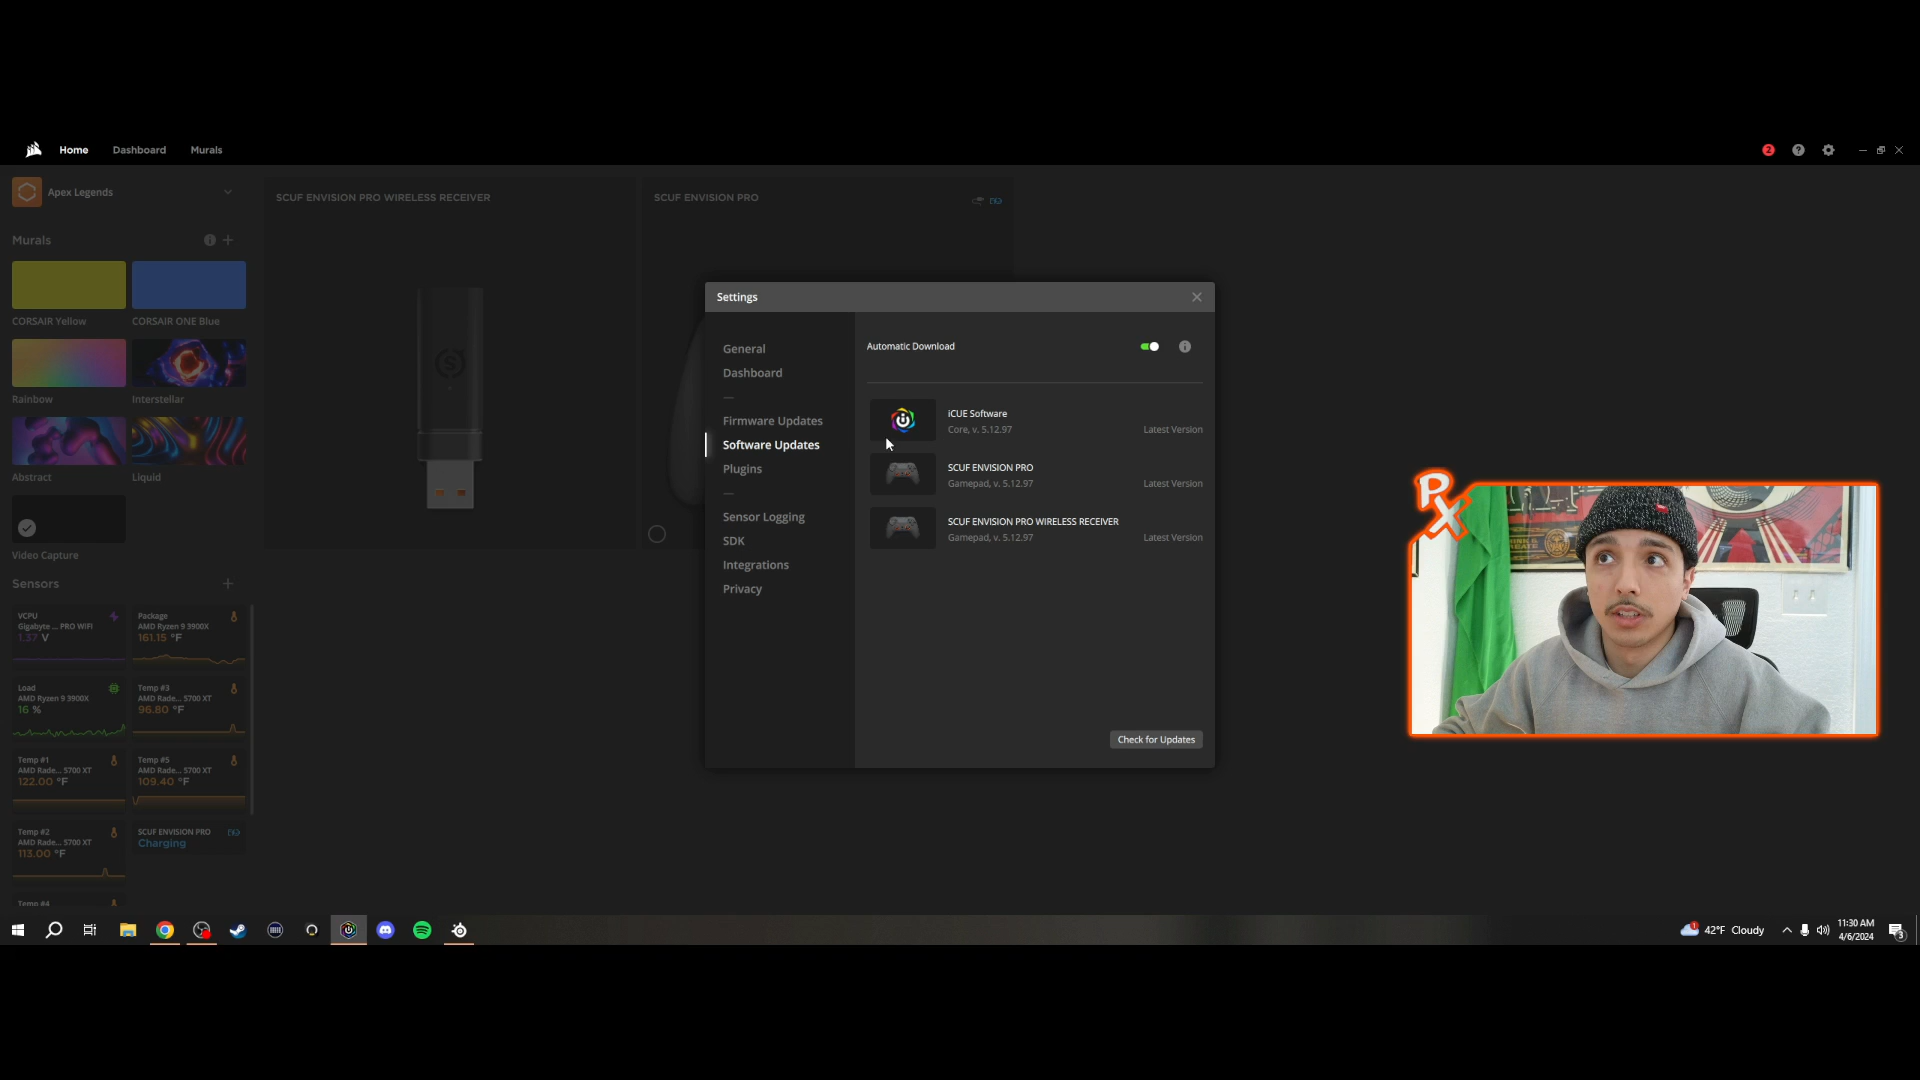 Home Dashboard Murals
2 ?
Apex Legends
SCUF ENVISION PRO WIRELESS RECEIVER
SCUF ENVISION PRO
Murals
CORSAIR Yellow
CORSAIR ONE Blue
Rainbow
Interstellar
Abstract
Liquid
Video Capture
Sensors
VCPU
Gigabyte ... PRO WIFI
1.37 V
Package
AMD Ryzen 9 3900X
161.15 °F
Load
AMD Ryzen 9 3900X
16 %
Temp #3
AMD Rade... 5700 XT
96.80 °F
Temp #1
AMD Rade... 5700 XT
122.00 °F
Temp #5
AMD Rade... 5700 XT
109.40 °F
Temp #2
AMD Rade... 5700 XT
113.00 °F
SCUF ENVISION PRO
Charging
Temp #4
Settings
General
Dashboard
Firmware Updates
Software Updates
Plugins
Sensor Logging
SDK
Integrations
Privacy
Automatic Download
iCUE Software
Core, v. 5.12.97
Latest Version
SCUF ENVISION PRO
Gamepad, v. 5.12.97
Latest Version
SCUF ENVISION PRO WIRELESS RECEIVER
Gamepad, v. 5.12.97
Latest Version
Check for Updates
PX
42°F Cloudy
11:30 AM
4/6/2024
3